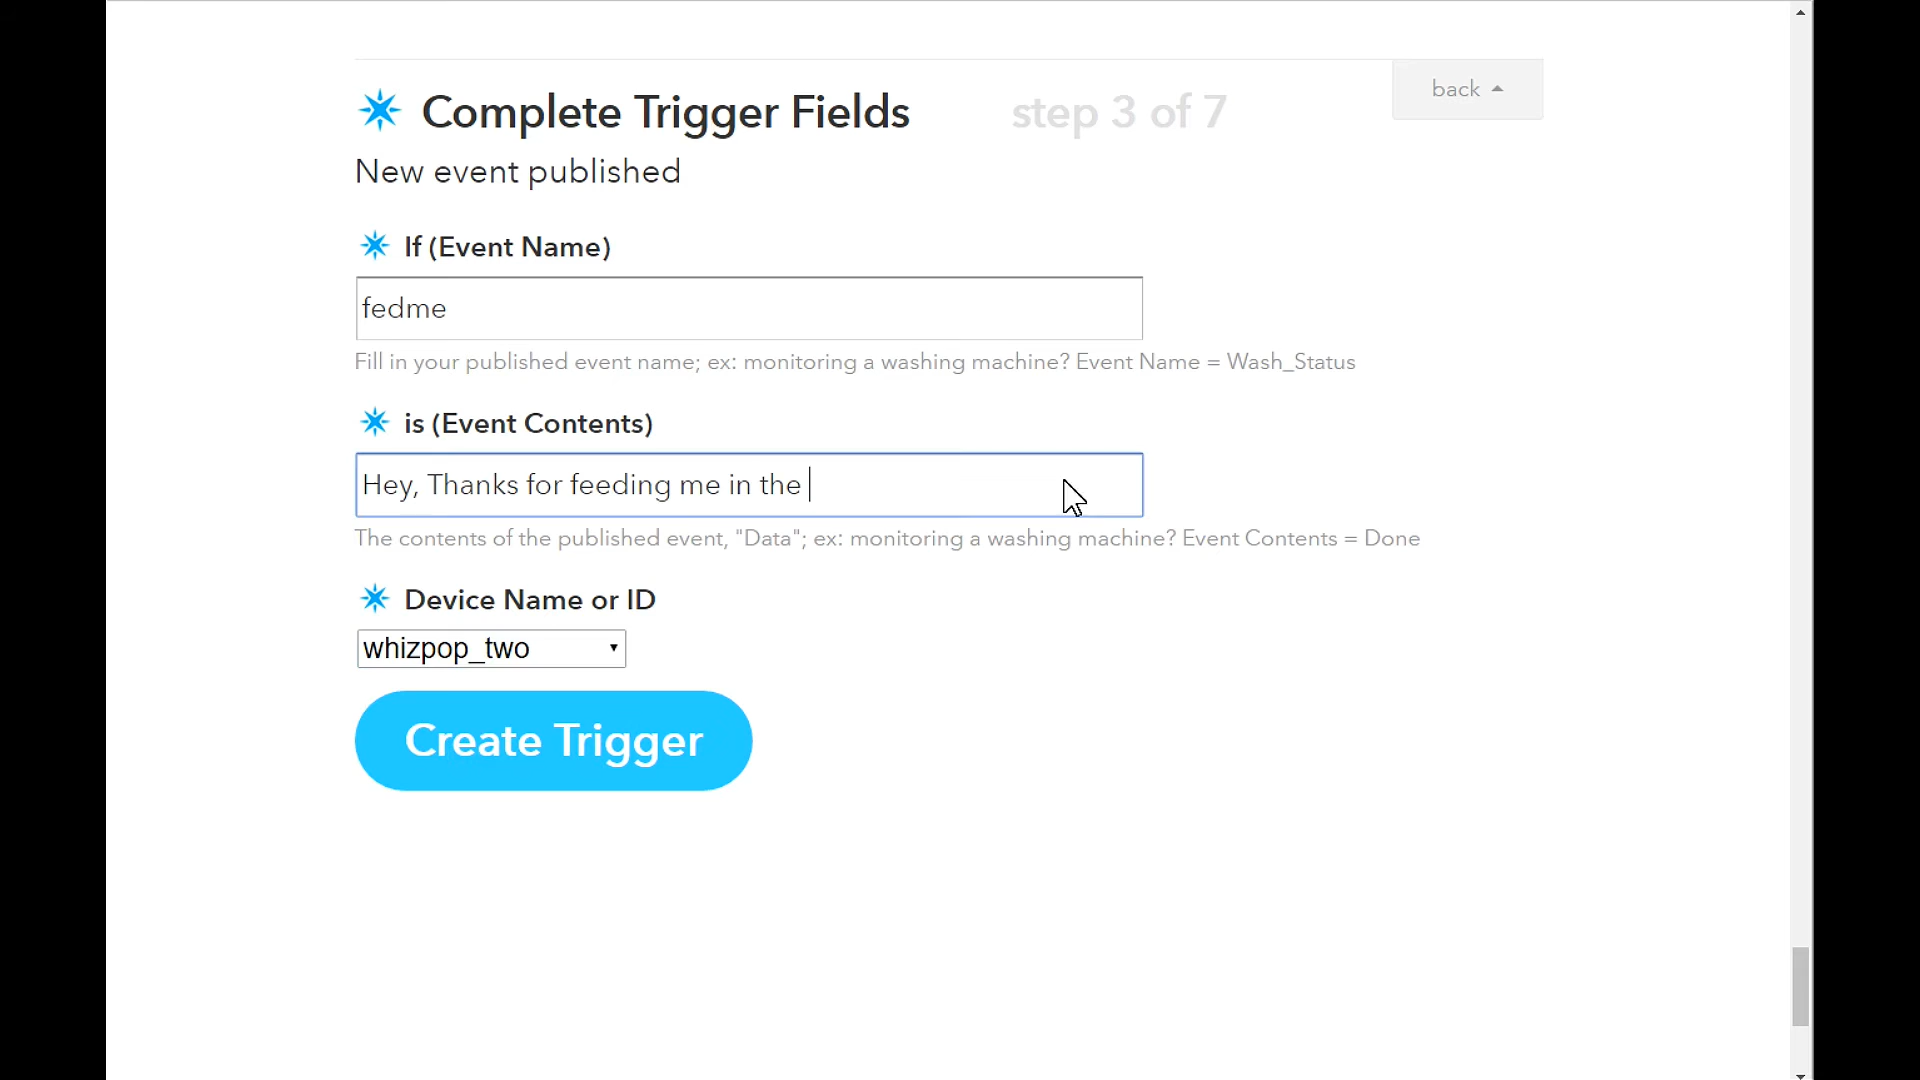 back
Complete Trigger Fields step 3 of 7
New event published
If (Event Name)
fedme
Fill in your published event name; ex: monitoring a washing machine? Event Name = Wash_Status
is (Event Contents)
Hey, Thanks for feeding me in the
The contents of the published event, "Data"; ex: monitoring a washing machine? Event Contents = Done
Device Name or ID
whizpop_two
Create Trigger